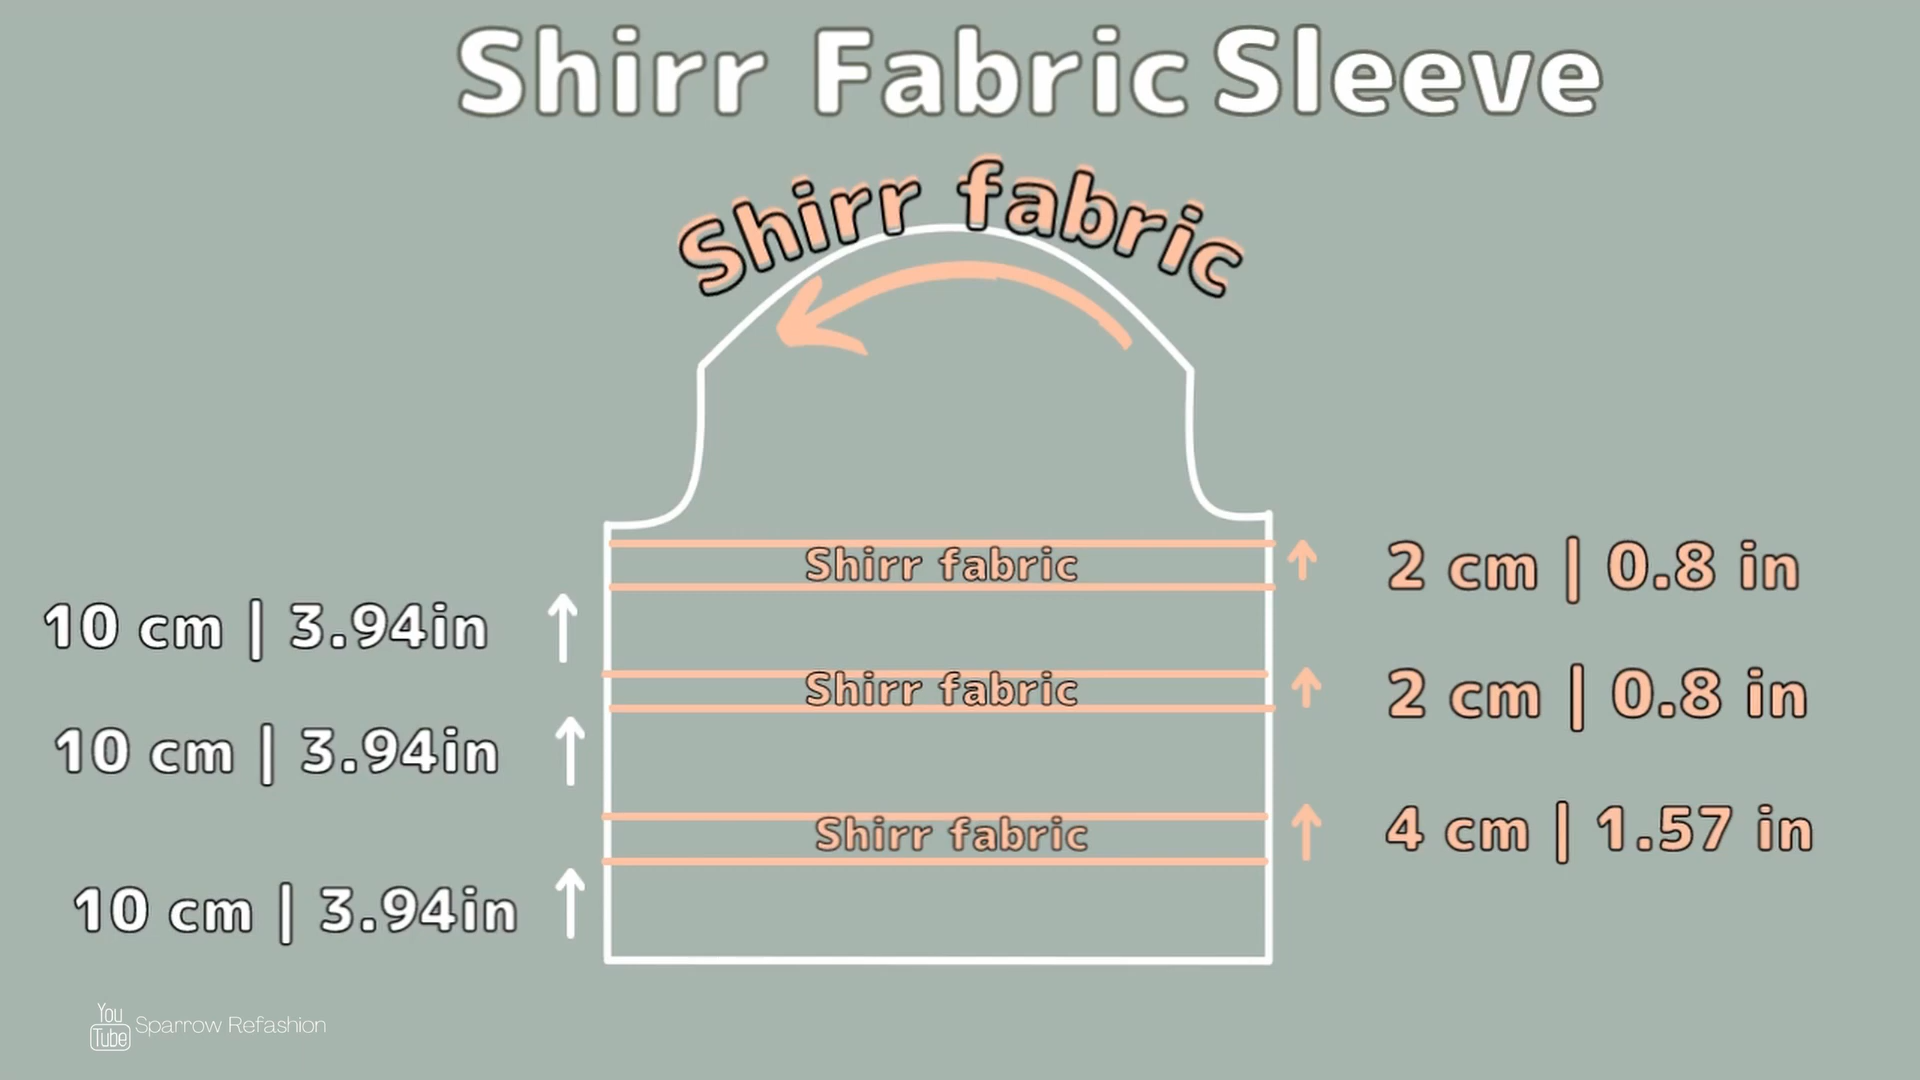 Shirr Fabric Sleeve
Shirr fabric
Shirr fabric
2 cm | 0.8 in
10 cm | 3.94in
Shirr fabric
2 cm | 0.8 in
10 cm | 3.94in
Shirr fabric
4 cm | 1.57 in
10 cm | 3.94in
You
Tube
Sparrow Refashion